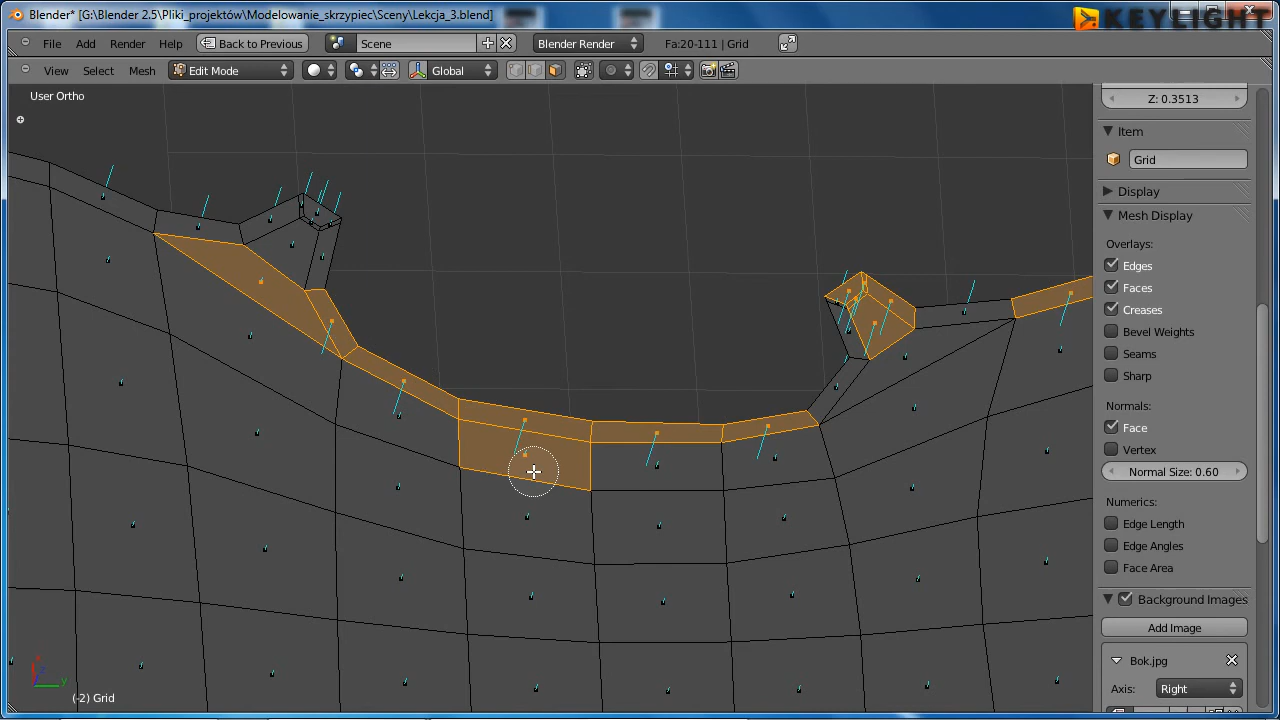 Blender* [G:\Blender 2.5\Pliki_projektów\Modelowanie_skrzypiec\Sceny\Lekcja_3.blend]
KEYLIGHT
File Add Render Help Back to Previous Scene Blender Render Fa:20-111 | Grid
View Select Mesh Edit Mode Global
User Ortho
Z: 0.3513
Item
Grid
Display
Mesh Display
Overlays:
Edges
Faces
Creases
Bevel Weights
Seams
Sharp
Normals:
Face
Vertex
Normal Size: 0.60
Numerics:
Edge Length
Edge Angles
Face Area
Background Images
Add Image
Bok.jpg
Axis: Right
y
(-2) Grid